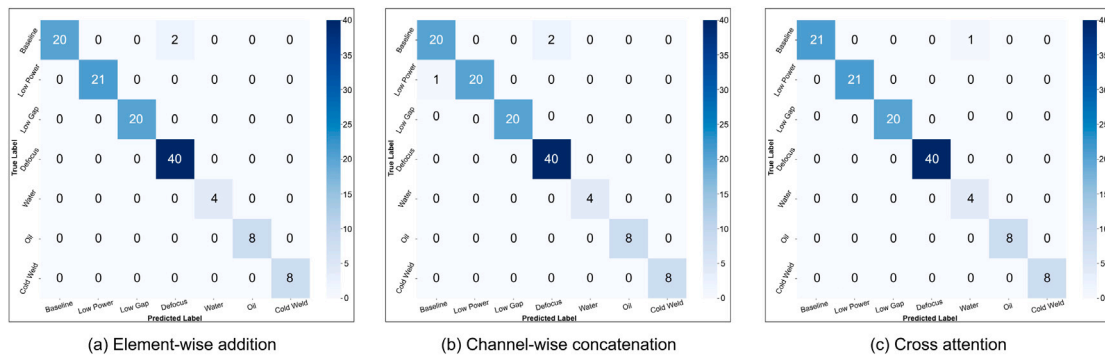 Baseline 20 0 0 2 0 0 0
Low Power 0 21 0 0 0 0 0
Low Gap 0 0 20 0 0 0 0
Defocus 0 0 0 40 0 0 0
Water 0 0 0 0 4 0 0
Oil 0 0 0 0 0 8 0
Cold Weld 0 0 0 0 0 0 8
True Label
Baseline Low Power Low Gap Defocus Water Oil Cold Weld
Predicted Label
40
35
30
25
20
15
10
5
0
(a) Element-wise addition
Baseline 20 0 0 2 0 0 0
Low Power 1 20 0 0 0 0 0
Low Gap 0 0 20 0 0 0 0
Defocus 0 0 0 40 0 0 0
Water 0 0 0 0 4 0 0
Oil 0 0 0 0 0 8 0
Cold Weld 0 0 0 0 0 0 8
True Label
Baseline Low Power Low Gap Defocus Water Oil Cold Weld
Predicted Label
40
35
30
25
20
15
10
5
0
(b) Channel-wise concatenation
Baseline 21 0 0 0 1 0 0
Low Power 0 21 0 0 0 0 0
Low Gap 0 0 20 0 0 0 0
Defocus 0 0 0 40 0 0 0
Water 0 0 0 0 4 0 0
Oil 0 0 0 0 0 8 0
Cold Weld 0 0 0 0 0 0 8
True Label
Baseline Low Power Low Gap Defocus Water Oil Cold Weld
Predicted Label
40
35
30
25
20
15
10
5
0
(c) Cross attention